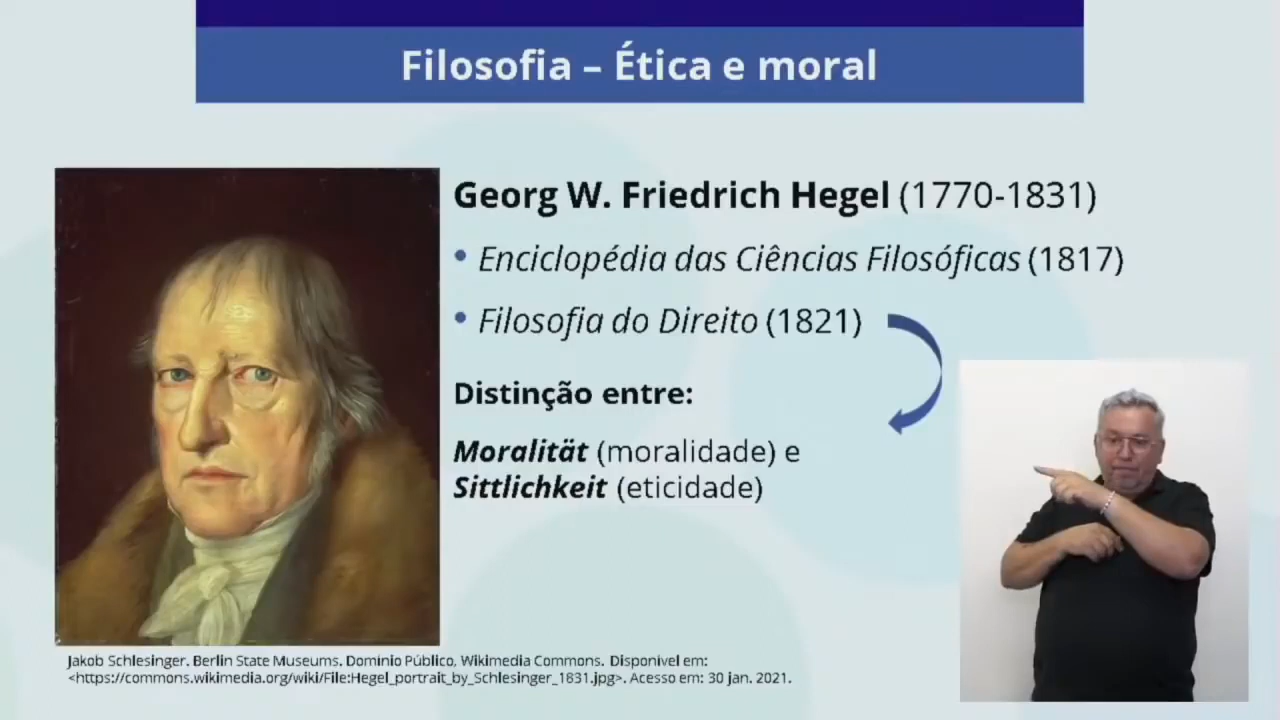 Filosofia – Ética e moral
Georg W. Friedrich Hegel (1770-1831)
• Enciclopédia das Ciências Filosóficas (1817)
• Filosofia do Direito (1821)
Distinção entre:
Moralität (moralidade) e
Sittlichkeit (eticidade)
Jakob Schlesinger. Berlin State Museums. Domínio Público, Wikimedia Commons. Disponível em:
<https://commons.wikimedia.org/wiki/File:Hegel_portrait_by_Schlesinger_1831.jpg>. Acesso em: 30 jan. 2021.